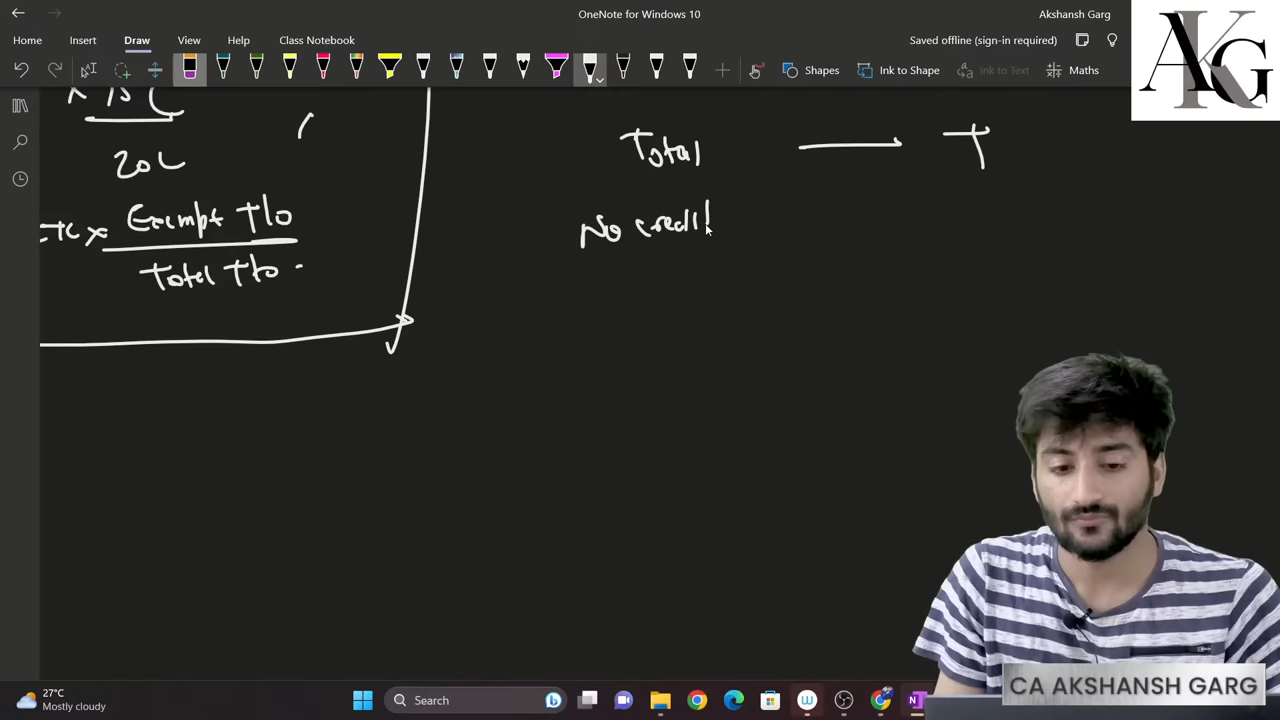 OneNote for Windows 10
Akshansh Garg
Home Insert Draw View Help Class Notebook
Saved offline (sign-in required)
Shapes Ink to Shape Ink to Text Maths
AKG
20L
Exempt T/o
Total T/o
Total → T
No credit
27°C
Mostly cloudy
Search
CA AKSHANSH GARG